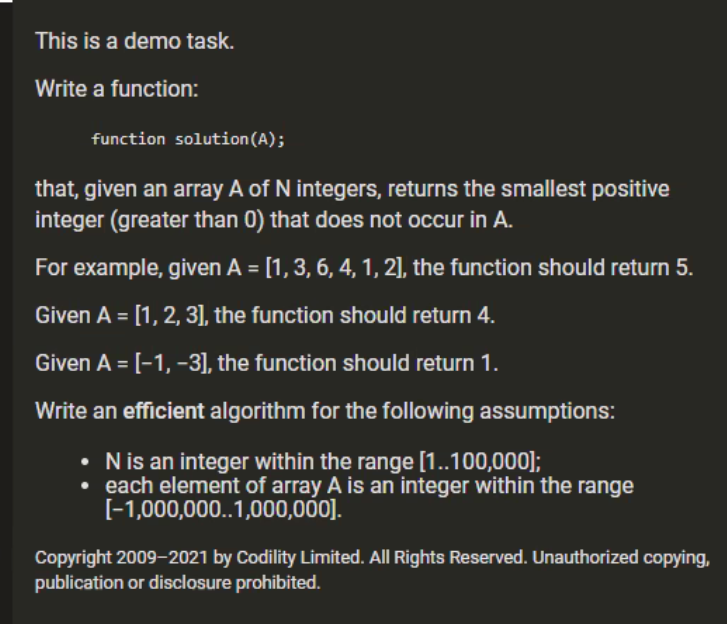 This is a demo task.
Write a function:
function solution(A);
that, given an array A of N integers, returns the smallest positive
integer (greater than 0) that does not occur in A.
For example, given A = [1, 3, 6, 4, 1, 2], the function should return 5.
Given A = [1, 2, 3], the function should return 4.
Given A = [−1, −3], the function should return 1.
Write an efficient algorithm for the following assumptions:
• N is an integer within the range [1..100,000];
• each element of array A is an integer within the range
[−1,000,000..1,000,000].
Copyright 2009–2021 by Codility Limited. All Rights Reserved. Unauthorized copying,
publication or disclosure prohibited.